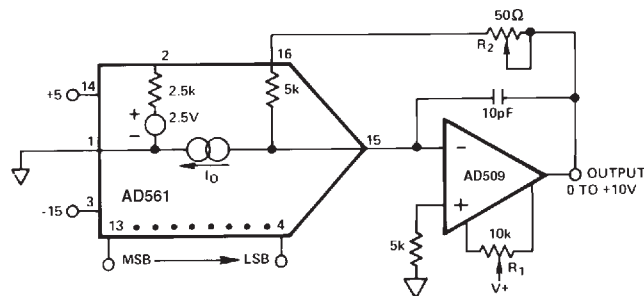 50Ω
R2
2
16
+5
14
2.5k
5k
+
-
2.5V
10pF
1
15
IO
-
AD509
OUTPUT
0 TO +10V
AD561
+
-15
3
13
4
5k
10k
R1
V+
MSB
LSB